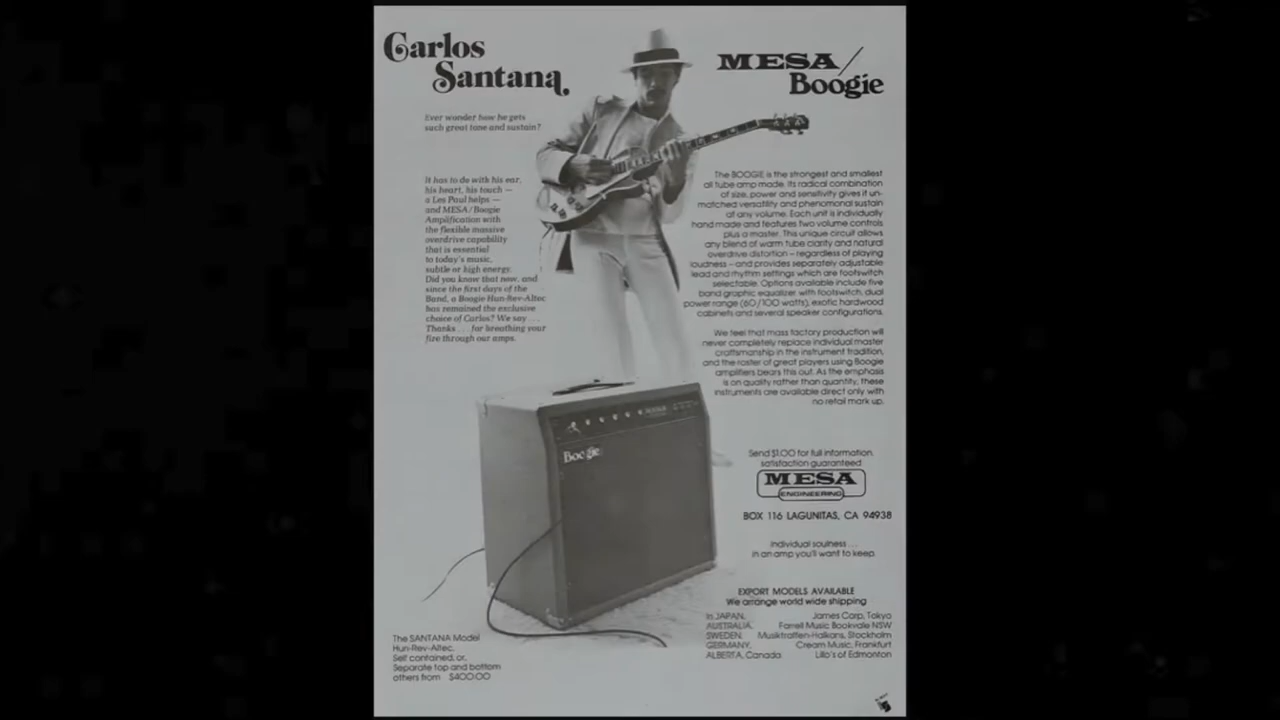 Carlos
Santana.
MESA/
Boogie
Ever wonder how he gets
such great tone and sustain?
It has to do with his ear,
his heart, his touch —
a Les Paul helps —
and MESA/Boogie
Amplification with
the flexible massive
overdrive capability
that is essential
to today's music,
subtle or high energy.
Did you know that now, and
since the first days of the
Band, a Boogie Hun-Rev-Altec
has remained the exclusive
choice of Carlos? We say . . .
Thanks . . . for breathing your
fire through our amps.
The BOOGIE is the strongest and smallest
all tube amp made. Its radical combination
of size, power and sensitivity gives it un-
matched versatility and phenomonal sustain
at any volume. Each unit is individually
hand made and features two volume controls
plus a master. This unique circuit allows
any blend of warm tube clarity and natural
overdrive distortion – regardless of playing
loudness – and provides separately adjustable
lead and rhythm settings which are footswitch
selectable. Options available include five
band graphic equalizer with footswitch, dual
power range (60/100 watts), exotic hardwood
cabinets and several speaker configurations.
We feel that mass factory production will
never completely replace individual master
craftsmanship in the instrument tradition,
and the roster of great players using Boogie
amplifiers bears this out. As the emphasis
is on quality rather than quantity, these
instruments are available direct only with
no retail mark up.
Boogie
Send $1.00 for full information,
satisfaction guaranteed
MESA
ENGINEERING
BOX 116 LAGUNITAS, CA 94938
Individual soulness . . .
in an amp you'll want to keep.
EXPORT MODELS AVAILABLE
We arrange world wide shipping
In JAPAN, James Corp, Tokyo
AUSTRALIA, Farrell Music Bookvale NSW
SWEDEN, Musiktraffen-Halkans, Stockholm
GERMANY, Cream Music, Frankfurt
ALBERTA, Canada Lillo's of Edmonton
The SANTANA Model
Hun-Rev-Altec,
Self contained, or,
Separate top and bottom
others from $400.00